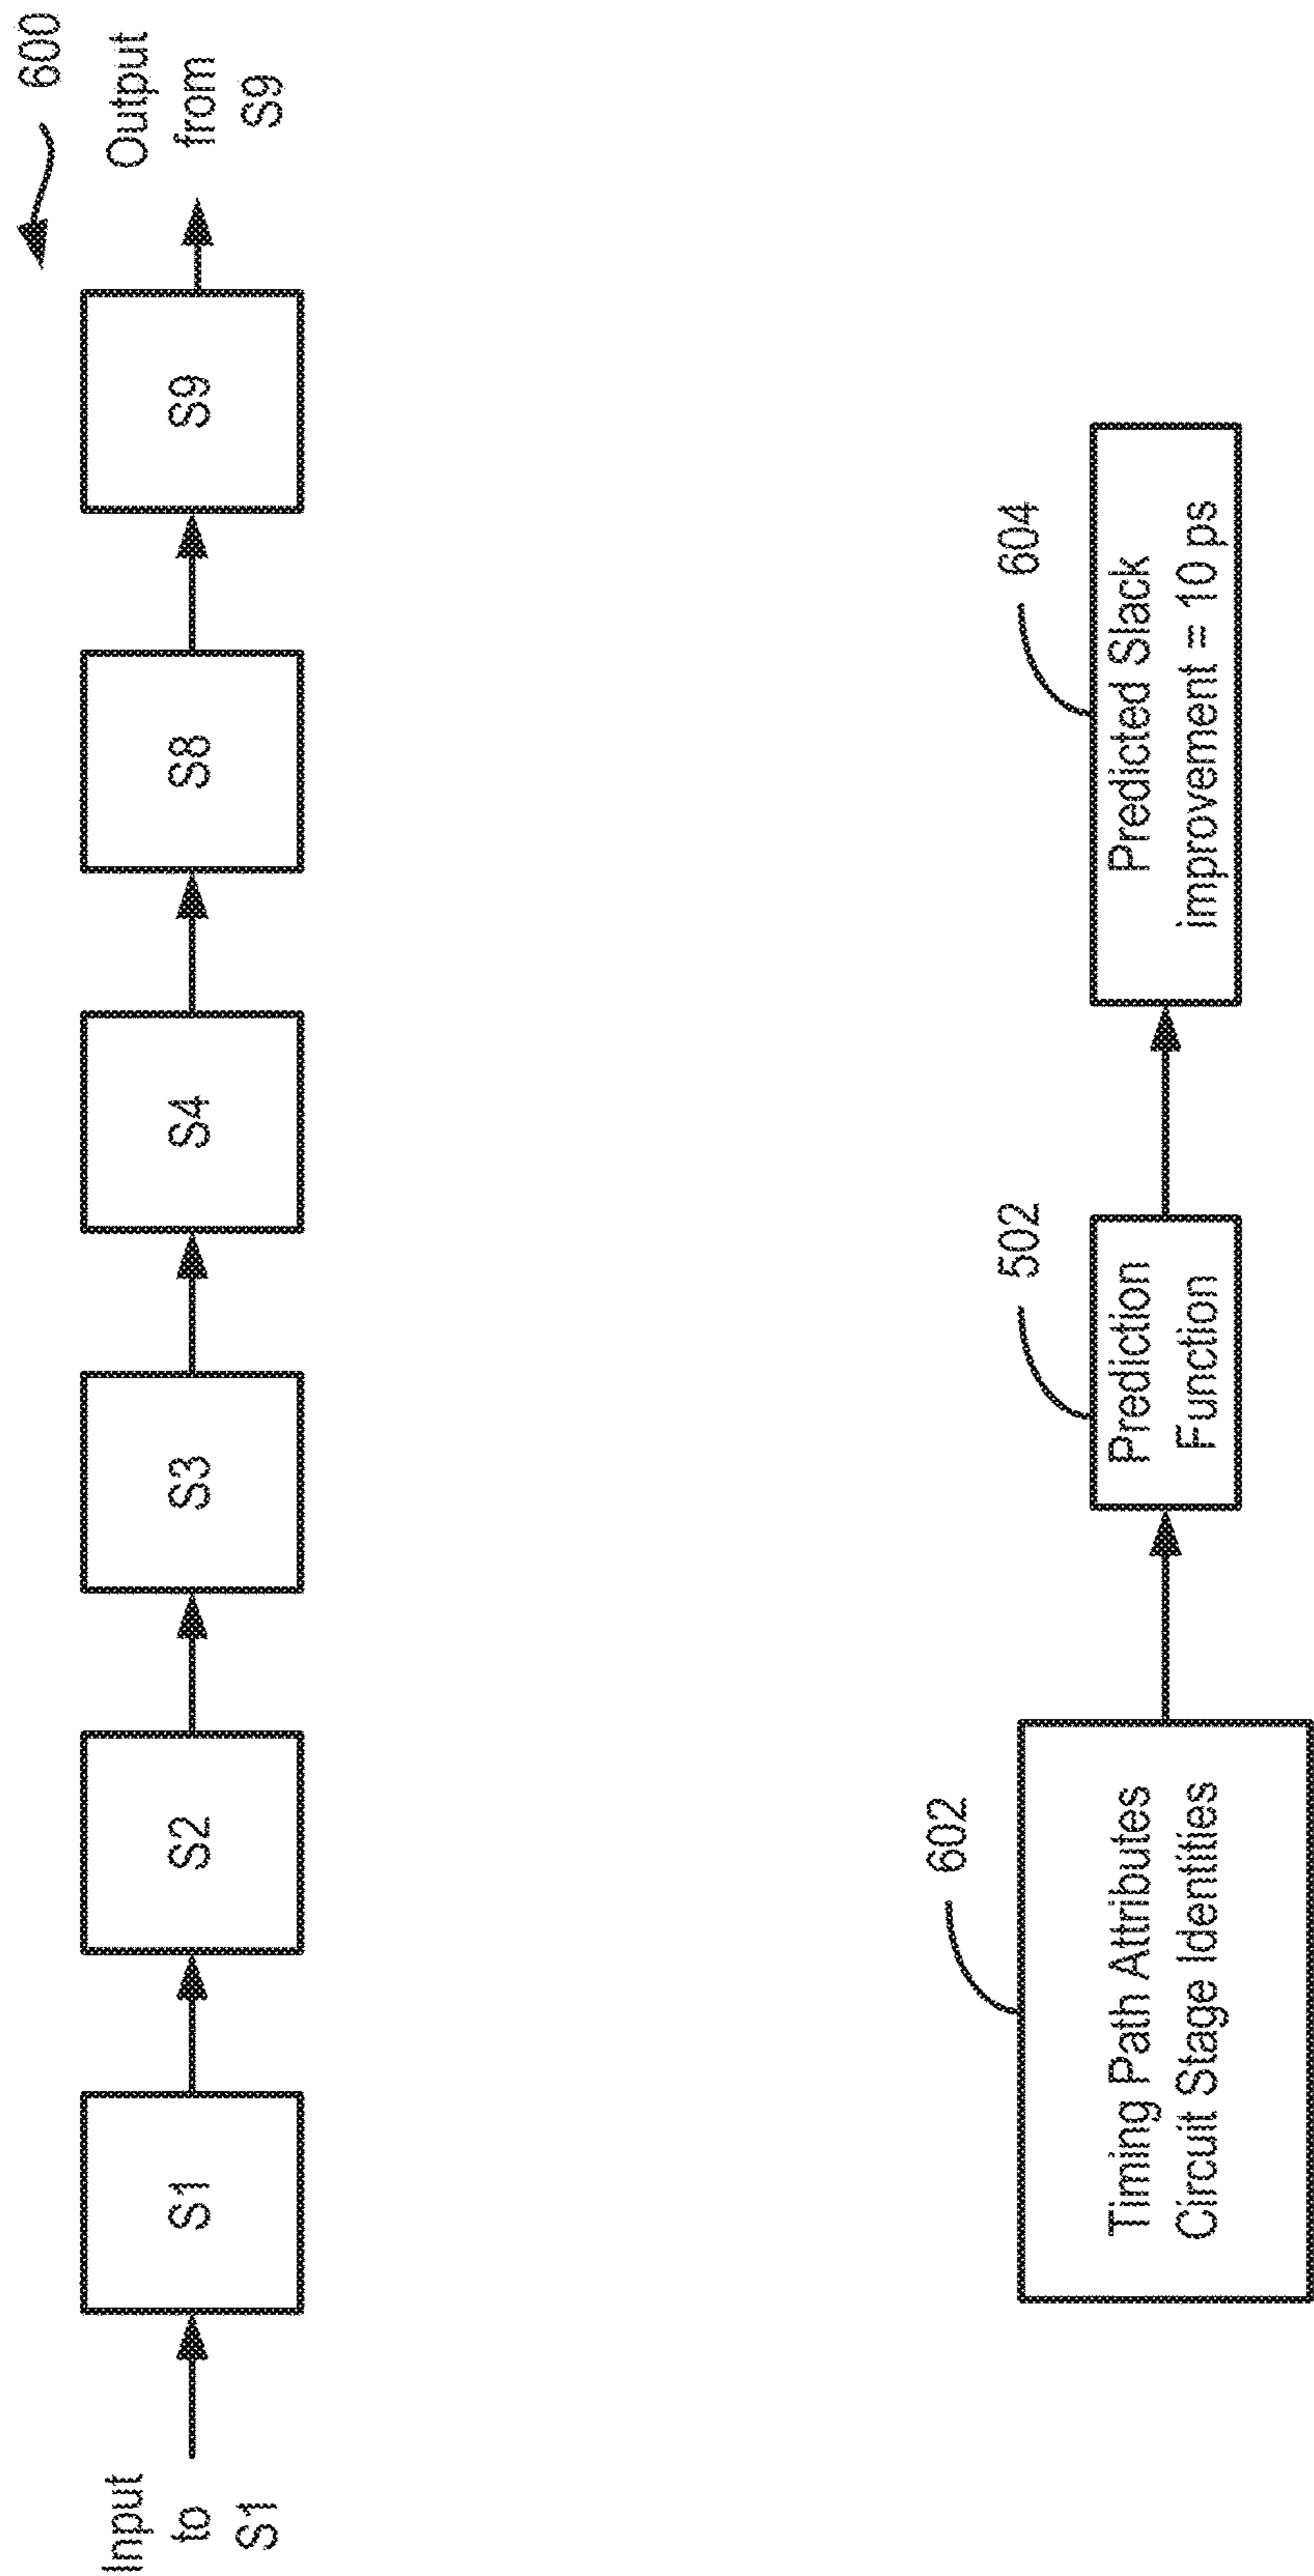 600
Input
to
S1
S1
S2
S3
S4
S8
S9
Output
from
S9
602
Timing Path Attributes
Circuit Stage Identities
502
Prediction
Function
604
Predicted Slack
improvement = 10 ps